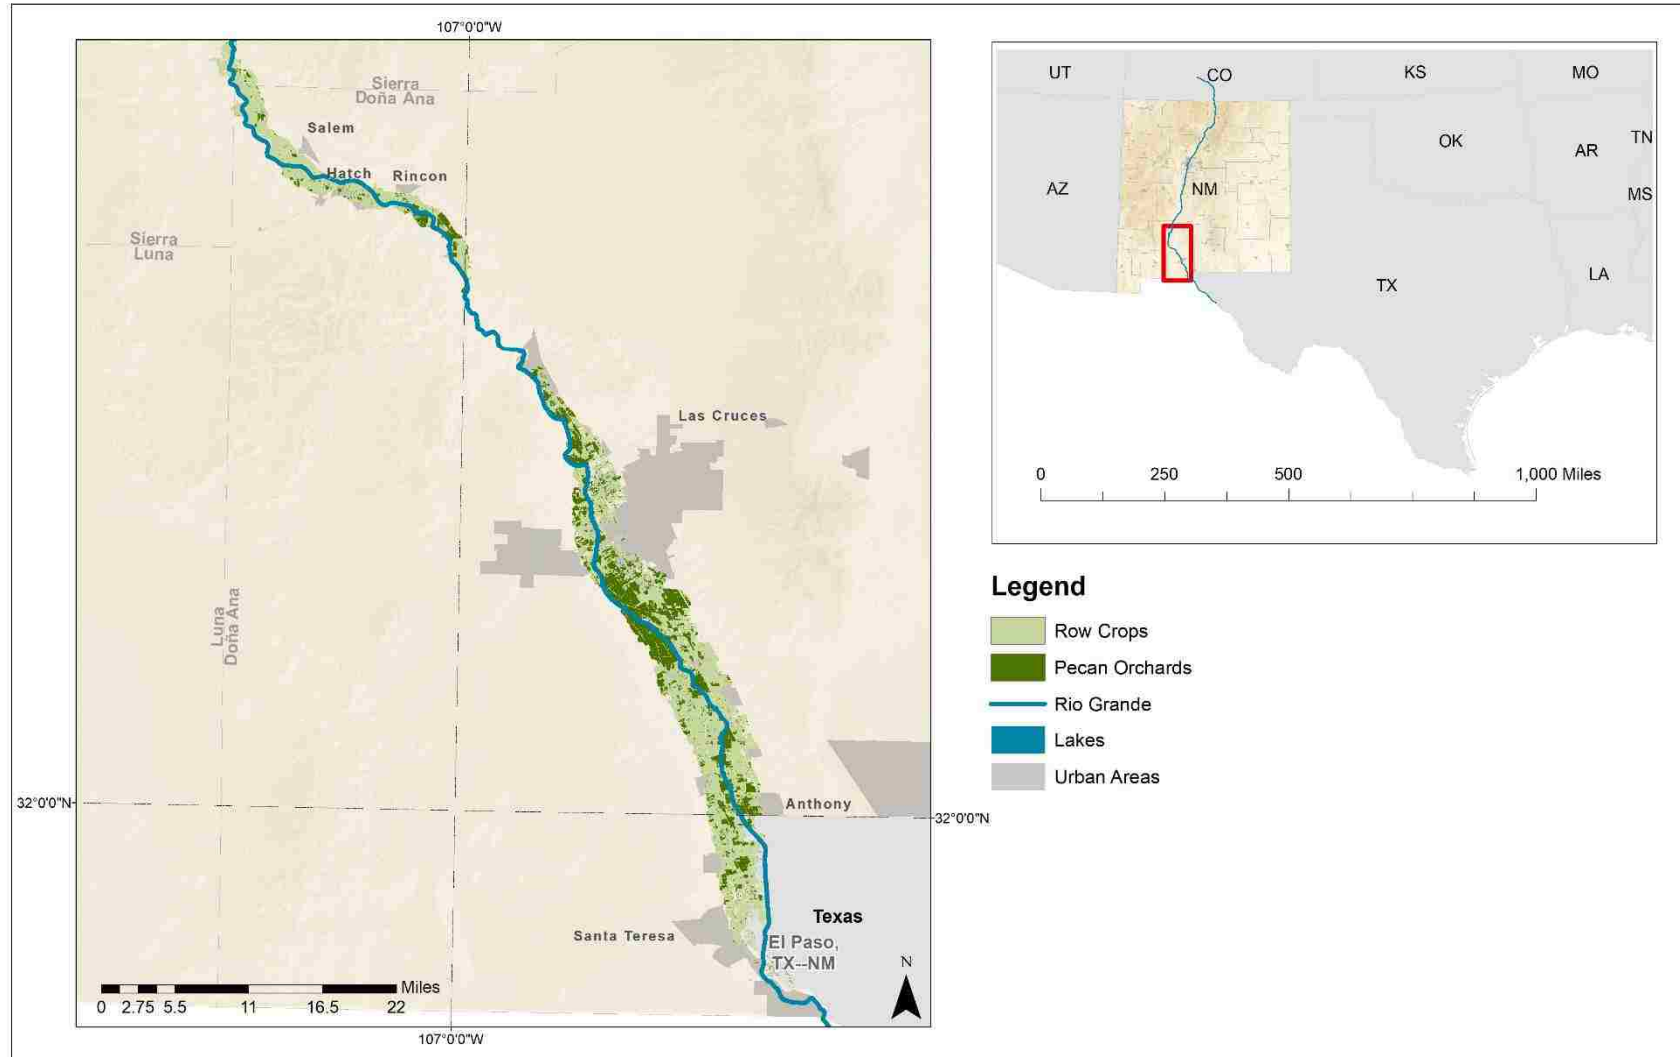 107°0'0"W
Sierra
Doña Ana
Salem
Hatch
Rincon
Sierra
Luna
Las Cruces
Luna
Doña Ana
32°0'0"N
Anthony
32°0'0"N
Texas
Santa Teresa
El Paso,
TX--NM
N
Miles
0 2.75 5.5 11 16.5 22
107°0'0"W
UT
CO
KS
MO
AZ
NM
OK
AR
TN
MS
TX
LA
0 250 500 1,000 Miles
Legend
Row Crops
Pecan Orchards
Rio Grande
Lakes
Urban Areas